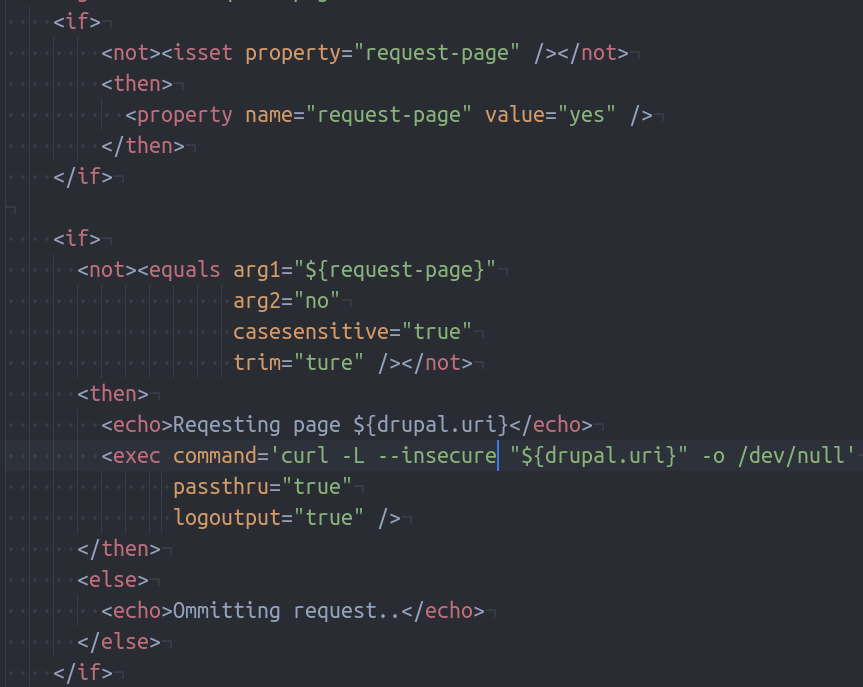 <if>
<not><isset property="request-page" /></not>
<then>
<property name="request-page" value="yes" />
</then>
</if>
<if>
<not><equals arg1="${request-page}"
arg2="no"
casesensitive="true"
trim="ture" /></not>
<then>
<echo>Reqesting page ${drupal.uri}</echo>
<exec command='curl -L --insecure "${drupal.uri}" -o /dev/null'
passthru="true"
logoutput="true" />
</then>
<else>
<echo>Ommitting request..</echo>
</else>
</if>